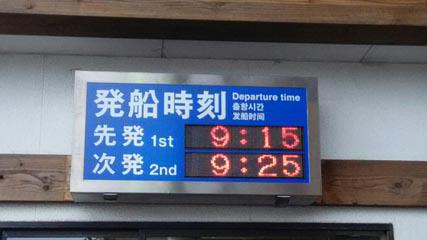 発船時刻 Departure time
출항시간
发船时间
先発 1st 9:15
次発 2nd 9:25